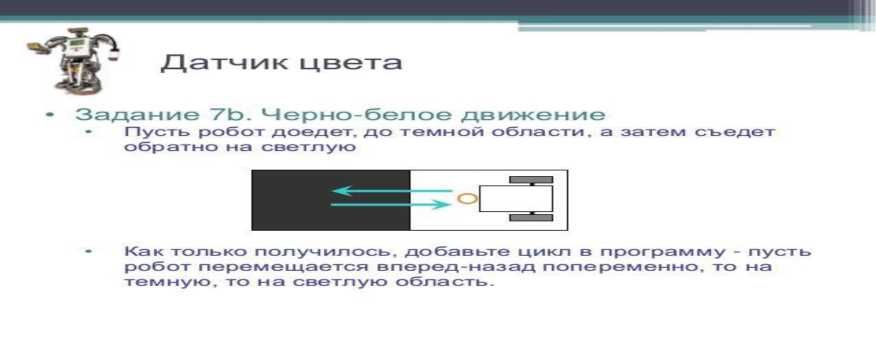 Датчик цвета
• Задание 7b. Черно-белое движение
• Пусть робот доедет, до темной области, а затем съедет
обратно на светлую
• Как только получилось, добавьте цикл в программу - пусть
робот перемещается вперед-назад попеременно, то на
темную, то на светлую область.